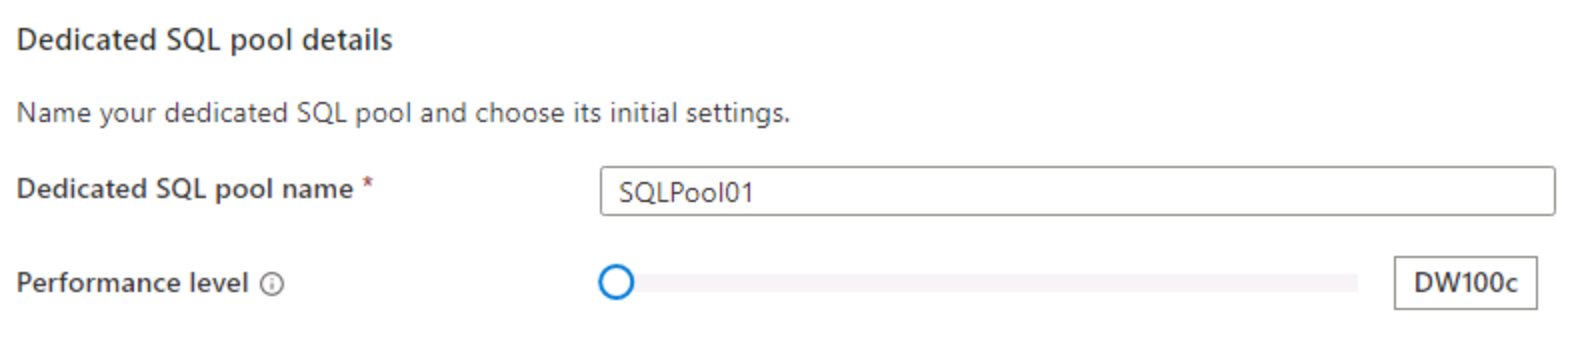 Dedicated SQL pool details
Name your dedicated SQL pool and choose its initial settings.
Dedicated SQL pool name * SQLPool01
Performance level DW100c